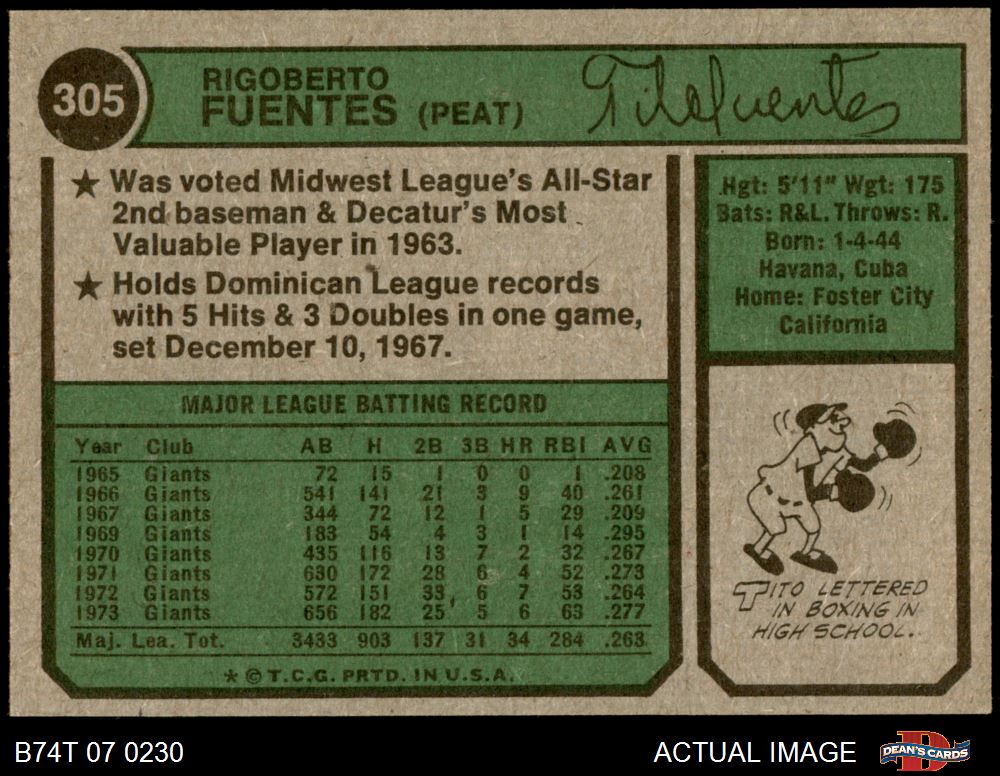 305
RIGOBERTO
FUENTES (PEAT)
Tito Fuentes
★ Was voted Midwest League's All-Star
2nd baseman & Decatur's Most
Valuable Player in 1963.
★ Holds Dominican League records
with 5 Hits & 3 Doubles in one game,
set December 10, 1967.
Hgt: 5'11" Wgt: 175
Bats: R&L. Throws: R.
Born: 1-4-44
Havana, Cuba
Home: Foster City
California
MAJOR LEAGUE BATTING RECORD
Year Club AB H 2B 3B HR RBI AVG
1965 Giants 72 15 1 0 0 1 .208
1966 Giants 541 141 21 3 9 40 .261
1967 Giants 344 72 12 1 5 29 .209
1969 Giants 183 54 4 3 1 14 .295
1970 Giants 435 116 13 7 2 32 .267
1971 Giants 630 172 28 6 4 52 .273
1972 Giants 572 151 33 6 7 53 .264
1973 Giants 656 182 25 5 6 63 .277
Maj. Lea. Tot. 3433 903 137 31 34 284 .263
* © T.C.G. PRTD. IN U.S.A.
TITO LETTERED
IN BOXING IN
HIGH SCHOOL.
B74T 07 0230
ACTUAL IMAGE
DEAN'S CARDS